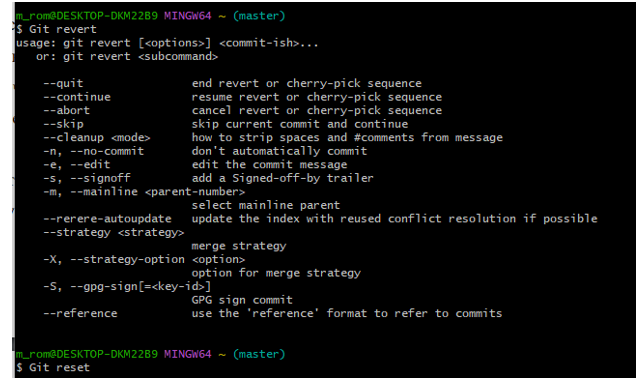 m_rom@DESKTOP-DKM22B9 MINGW64 ~ (master)
$ Git revert
usage: git revert [<options>] <commit-ish>...
   or: git revert <subcommand>

    --quit                end revert or cherry-pick sequence
    --continue            resume revert or cherry-pick sequence
    --abort               cancel revert or cherry-pick sequence
    --skip                skip current commit and continue
    --cleanup <mode>      how to strip spaces and #comments from message
    -n, --no-commit       don't automatically commit
    -e, --edit            edit the commit message
    -s, --signoff         add a Signed-off-by trailer
    -m, --mainline <parent-number>
                          select mainline parent
    --rerere-autoupdate   update the index with reused conflict resolution if possible
    --strategy <strategy>
                          merge strategy
    -X, --strategy-option <option>
                          option for merge strategy
    -S, --gpg-sign[=<key-id>]
                          GPG sign commit
    --reference           use the 'reference' format to refer to commits

m_rom@DESKTOP-DKM22B9 MINGW64 ~ (master)
$ Git reset